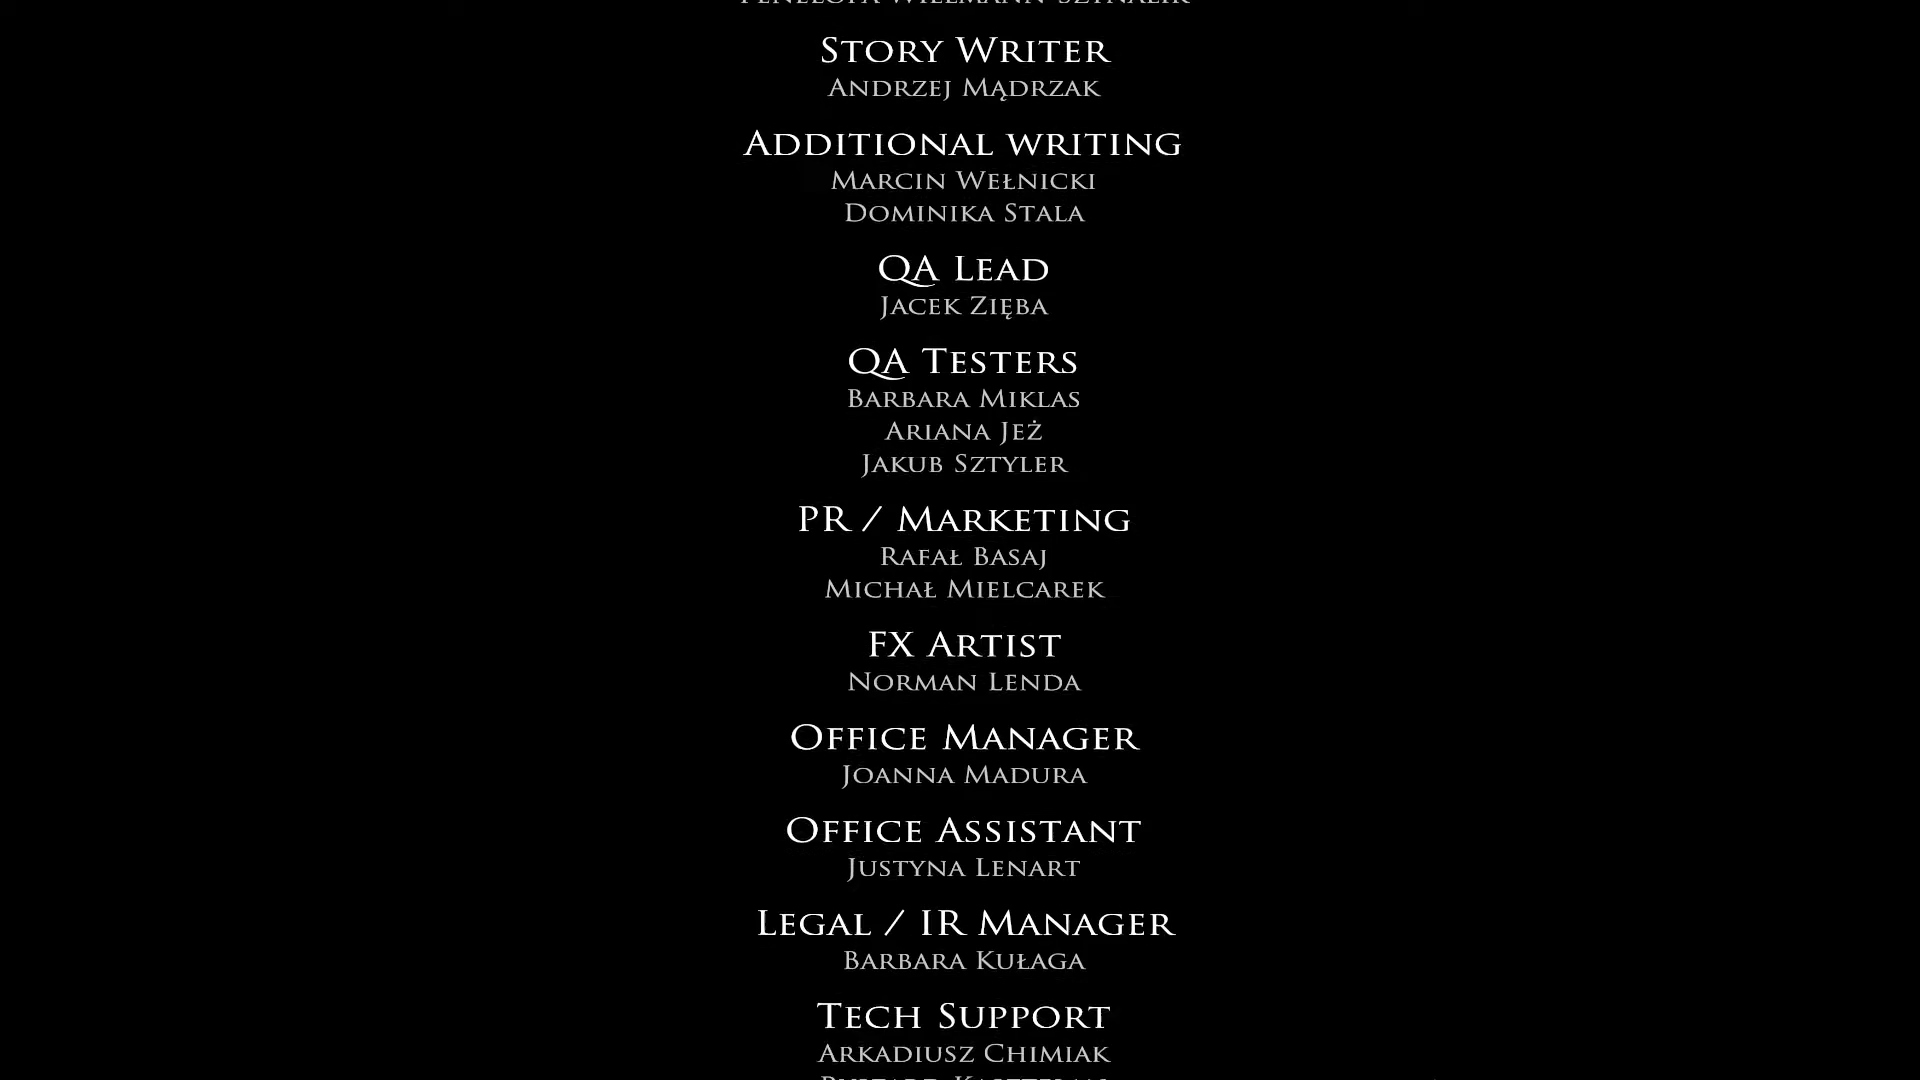 Story Writer
Andrzej Mądrzak
Additional writing
Marcin Wełnicki
Dominika Stala
QA Lead
Jacek Zięba
QA Testers
Barbara Miklas
Ariana Jeż
Jakub Sztyler
PR / Marketing
Rafał Basaj
Michał Mielcarek
FX Artist
Norman Lenda
Office Manager
Joanna Madura
Office Assistant
Justyna Lenart
Legal / IR Manager
Barbara Kułaga
Tech Support
Arkadiusz Chimiak